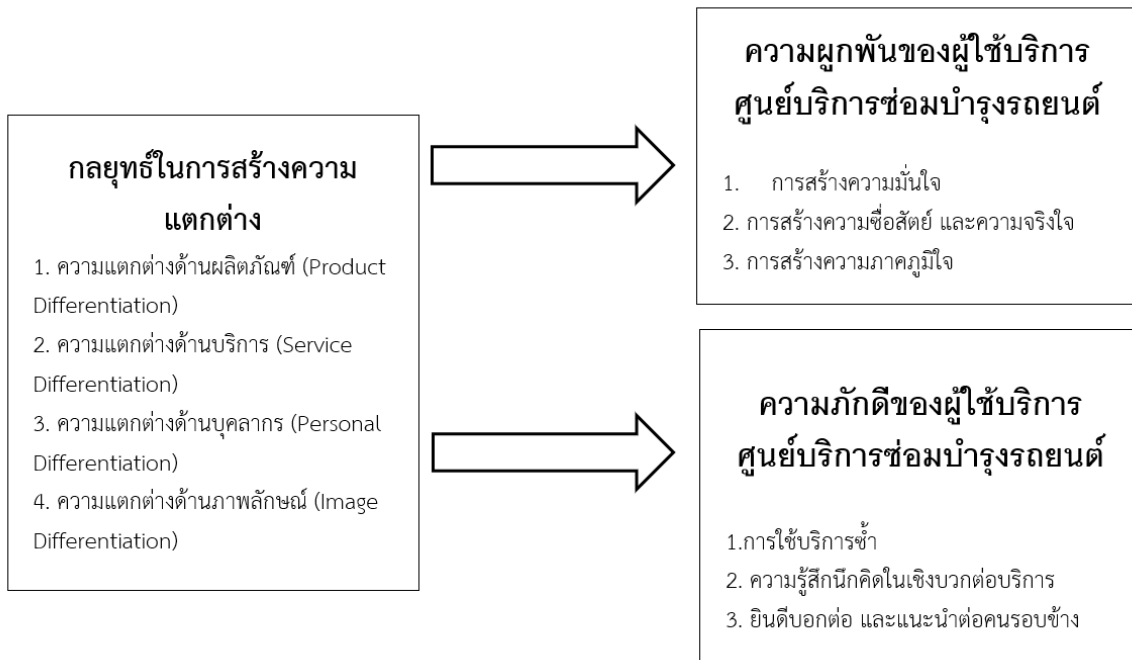 กลยุทธ์ในการสร้างความ
แตกต่าง
1. ความแตกต่างด้านผลิตภัณฑ์ (Product
Differentiation)
2. ความแตกต่างด้านบริการ (Service
Differentiation)
3. ความแตกต่างด้านบุคลากร (Personal
Differentiation)
4. ความแตกต่างด้านภาพลักษณ์ (Image
Differentiation)
ความผูกพันของผู้ใช้บริการ
ศูนย์บริการซ่อมบำรุงรถยนต์
1. การสร้างความมั่นใจ
2. การสร้างความซื่อสัตย์ และความจริงใจ
3. การสร้างความภาคภูมิใจ
ความภักดีของผู้ใช้บริการ
ศูนย์บริการซ่อมบำรุงรถยนต์
1.การใช้บริการซ้ำ
2. ความรู้สึกนึกคิดในเชิงบวกต่อบริการ
3. ยินดีบอกต่อ และแนะนำต่อคนรอบข้าง